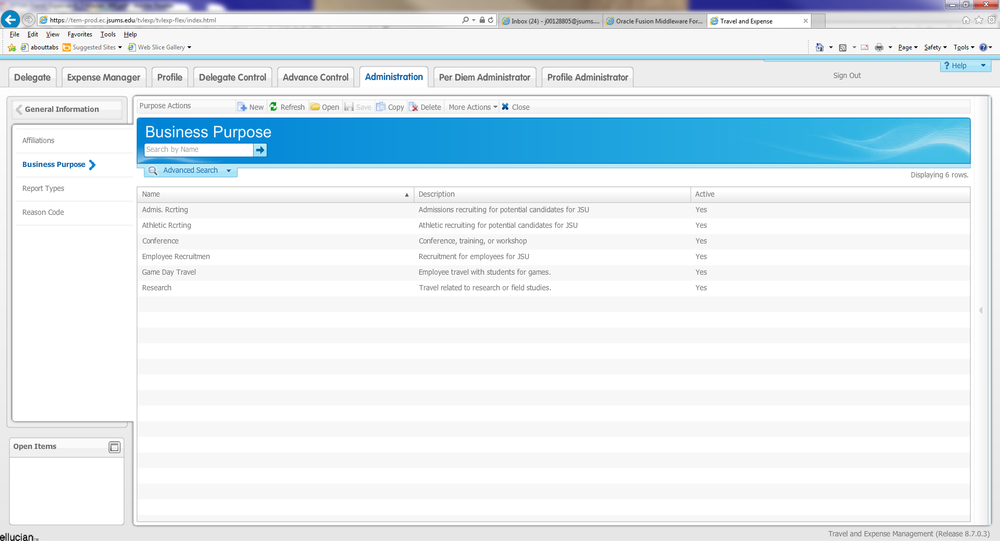 https://tem-prod.ec.jsums.edu/tvlexp/tvlexp-flex/index.html
Inbox (24) - j00128805@jsums....
Oracle Fusion Middleware For...
Travel and Expense
File Edit View Favorites Tools Help
abouttabs Suggested Sites Web Slice Gallery
Page Safety Tools
Delegate Expense Manager Profile Delegate Control Advance Control Administration Per Diem Administrator Profile Administrator
Sign Out
? Help
General Information
Affiliations
Business Purpose
Report Types
Reason Code
Open Items
Purpose Actions New Refresh Open Save Copy Delete More Actions Close
Business Purpose
Search by Name
Advanced Search
Displaying 6 rows.
Name Description Active
Admis. Rcrting Admissions recruiting for potential candidates for JSU Yes
Athletic Rcrting Athletic recruiting for potential candidates for JSU Yes
Conference Conference, training, or workshop Yes
Employee Recruitmen Recruitment for employees for JSU Yes
Game Day Travel Employee travel with students for games. Yes
Research Travel related to research or field studies. Yes
ellucian™
Travel and Expense Management (Release 8.7.0.3)